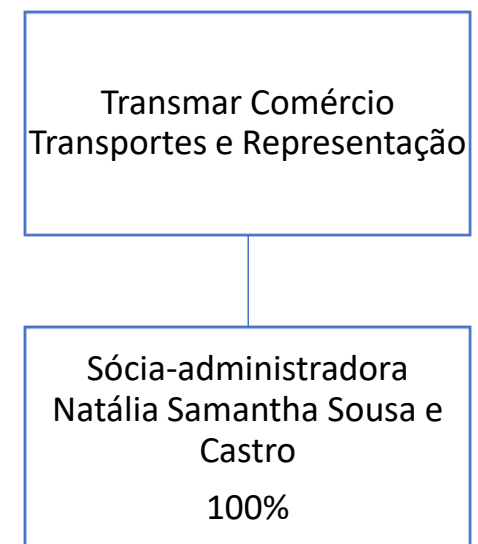 Transmar Comércio
Transportes e Representação
Sócia-administradora
Natália Samantha Sousa e
Castro
100%